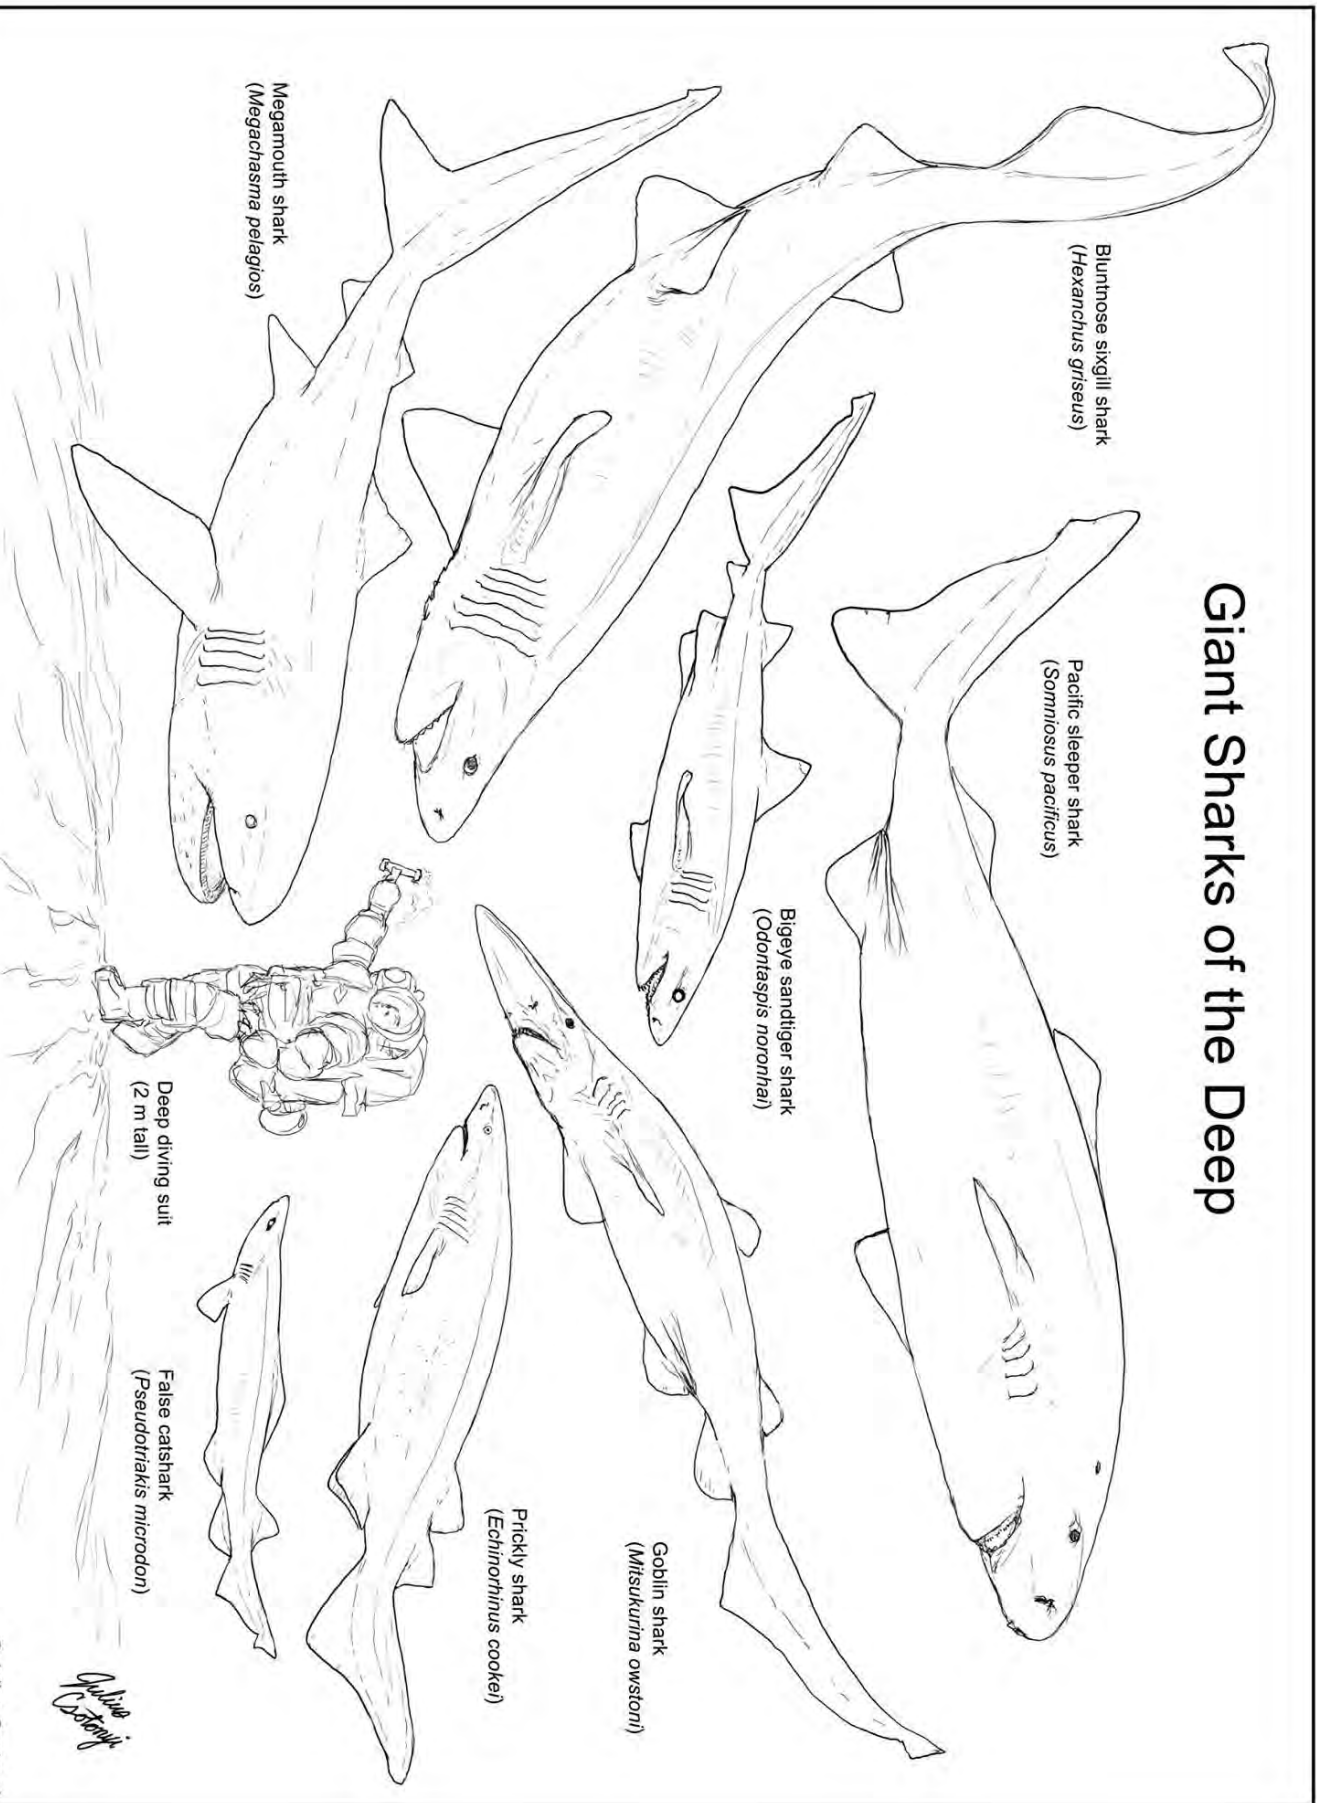 Giant Sharks of the Deep
Bluntnose sixgill shark
(Hexanchus griseus)
Pacific sleeper shark
(Somniosus pacificus)
Megamouth shark
(Megachasma pelagios)
Bigeye sandtiger shark
(Odontaspis noronhai)
Goblin shark
(Mitsukurina owstoni)
Prickly shark
(Echinorhinus cookei)
Deep diving suit
(2 m tall)
False catshark
(Pseudotriakis microdon)
Julius
Csotonyi